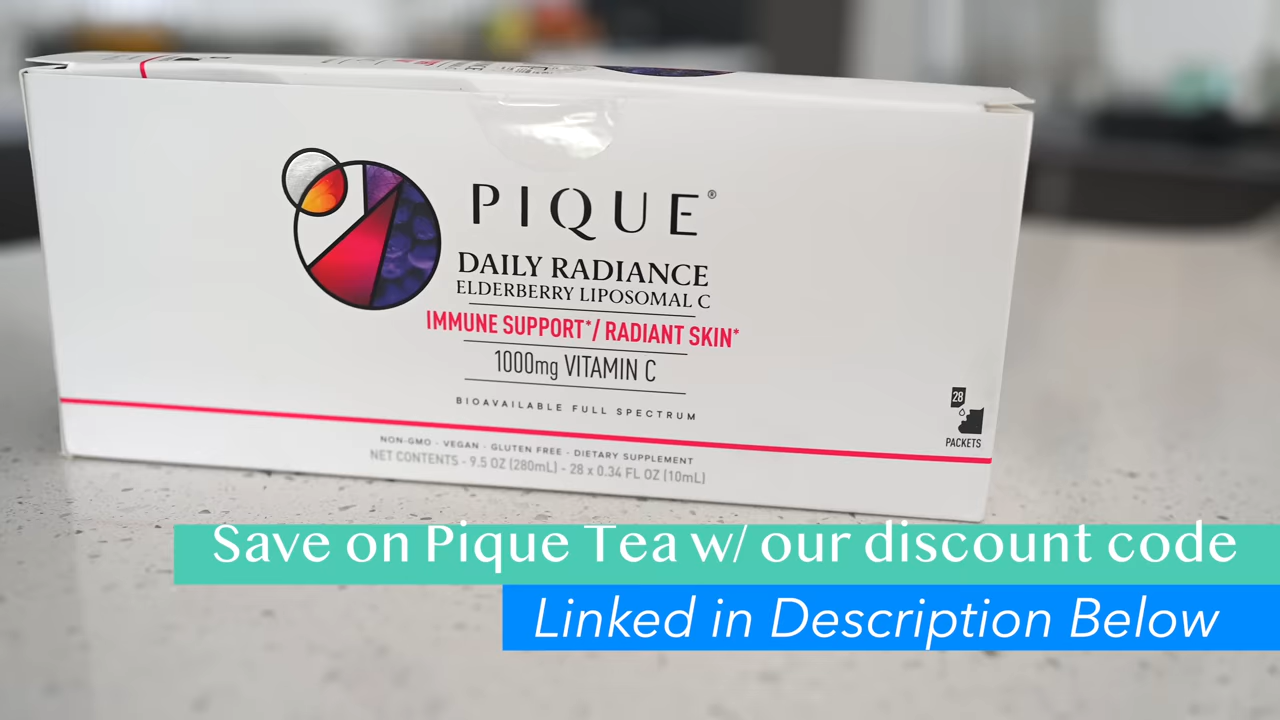 PIQUE®
DAILY RADIANCE
ELDERBERRY LIPOSOMAL C
IMMUNE SUPPORT*/ RADIANT SKIN*
1000mg VITAMIN C
BIOAVAILABLE FULL SPECTRUM
28
PACKETS
NON-GMO - VEGAN - GLUTEN FREE - DIETARY SUPPLEMENT
NET CONTENTS - 9.5 OZ (280mL) - 28 x 0.34 FL OZ (10mL)
Save on Pique Tea w/ our discount code
Linked in Description Below